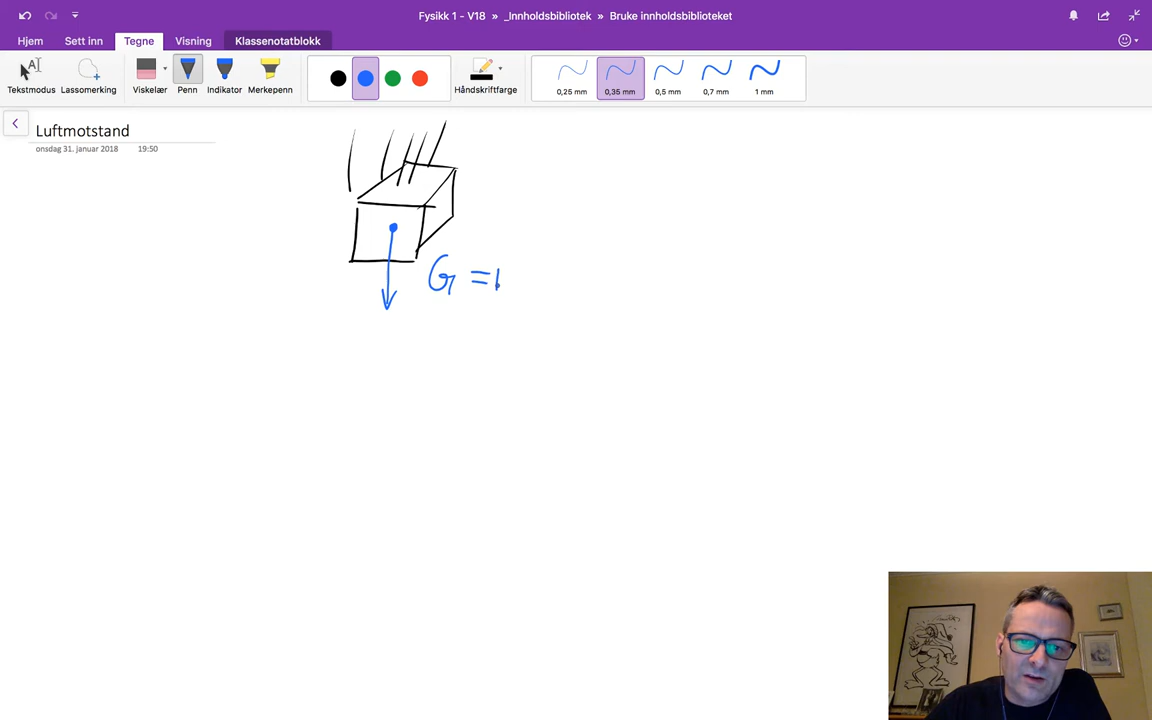 Fysikk 1 - V18 » _Innholdsbibliotek » Bruke innholdsbiblioteket
Hjem Sett inn Tegne Visning Klassenotatblokk
Tekstmodus Lassomerking Viskelær Penn Indikator Merkepenn Håndskriftfarge 0,25 mm 0,35 mm 0,5 mm 0,7 mm 1 mm
Luftmotstand
onsdag 31. januar 2018 19:50
G =